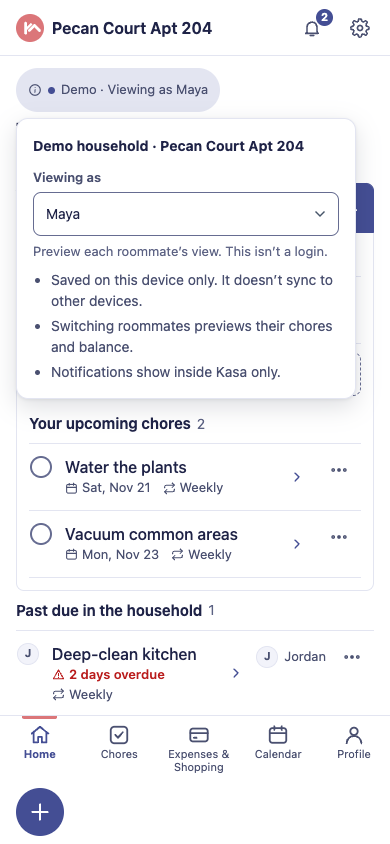 Pecan Court Apt 204
2
Demo · Viewing as Maya
Demo household · Pecan Court Apt 204
Viewing as
Maya
Preview each roommate's view. This isn't a login.
• Saved on this device only. It doesn't sync to
other devices.
• Switching roommates previews their chores
and balance.
• Notifications show inside Kasa only.
Your upcoming chores 2
Water the plants
Sat, Nov 21 Weekly
Vacuum common areas
Mon, Nov 23 Weekly
Past due in the household 1
J Deep-clean kitchen J Jordan
2 days overdue
Weekly
Home Chores Expenses & Shopping Calendar Profile